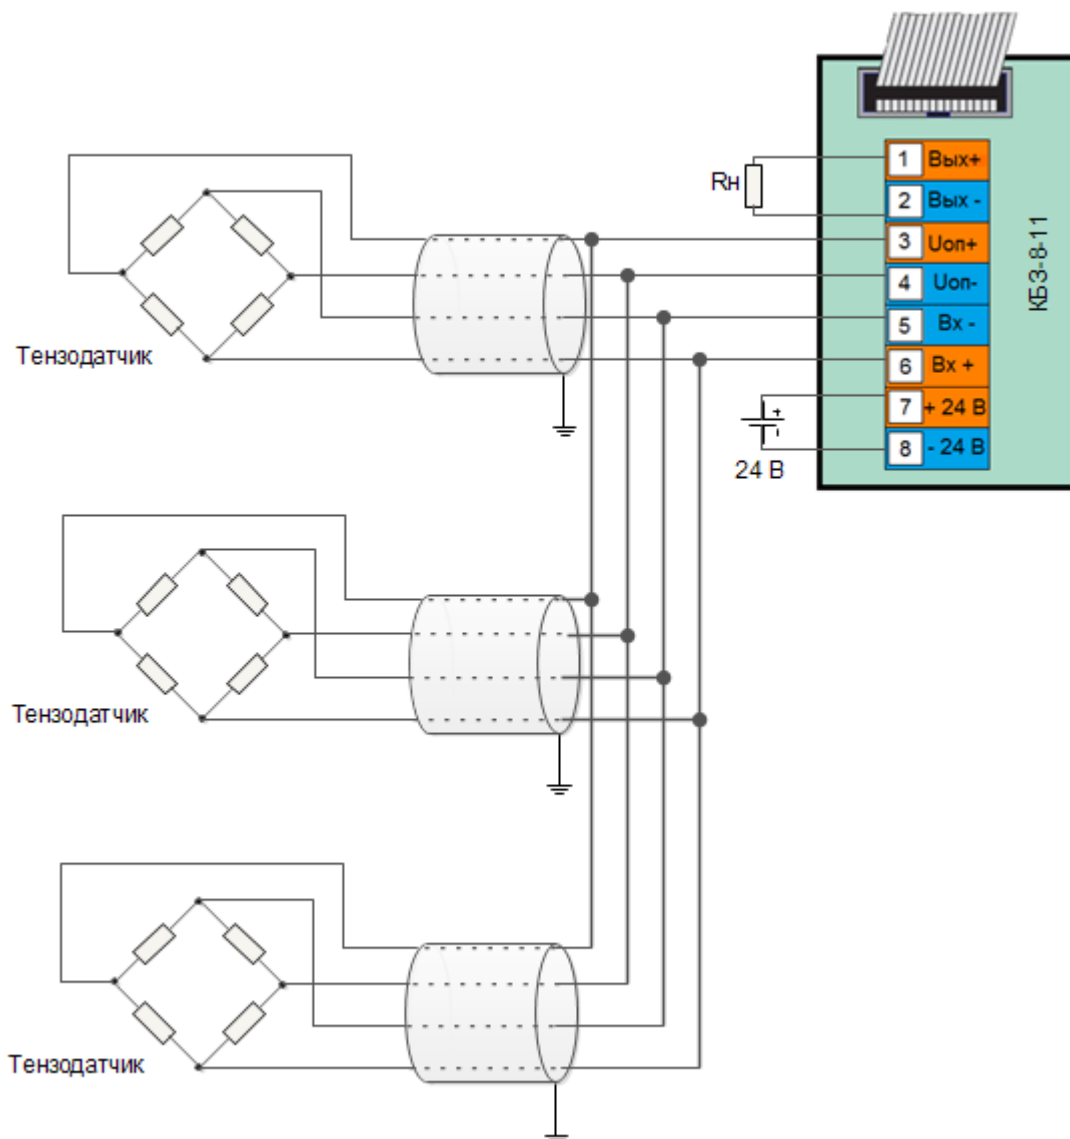 1 Вых+
Rн
2 Вых -
3 Uоп+
4 Uоп-
5 Вх -
6 Вх +
7 + 24 В
8 - 24 В
КБЗ-8-11
+
-
24 В
Тензодатчик
Тензодатчик
Тензодатчик